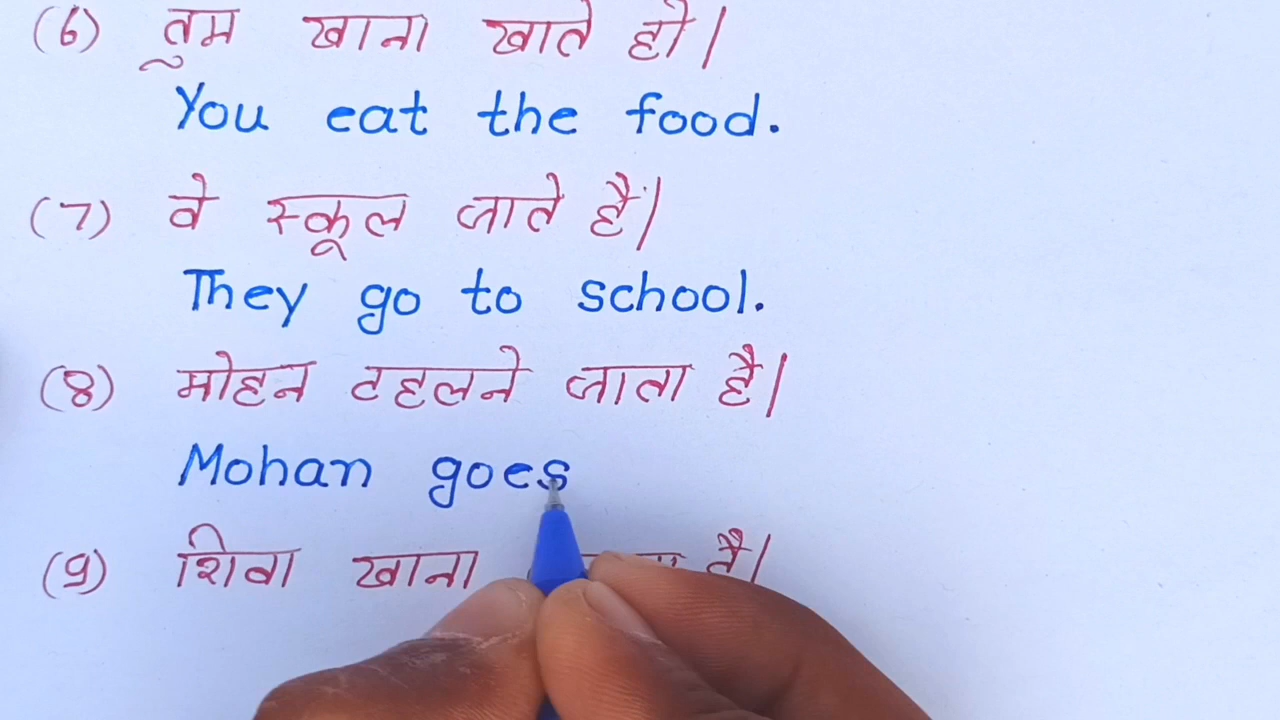 (6) तुम खाना खाते हो।
You eat the food.
(7) वे स्कूल जाते हैं।
They go to school.
(8) मोहन टहलने जाता है।
Mohan goes
(9) शिवा खाना है।